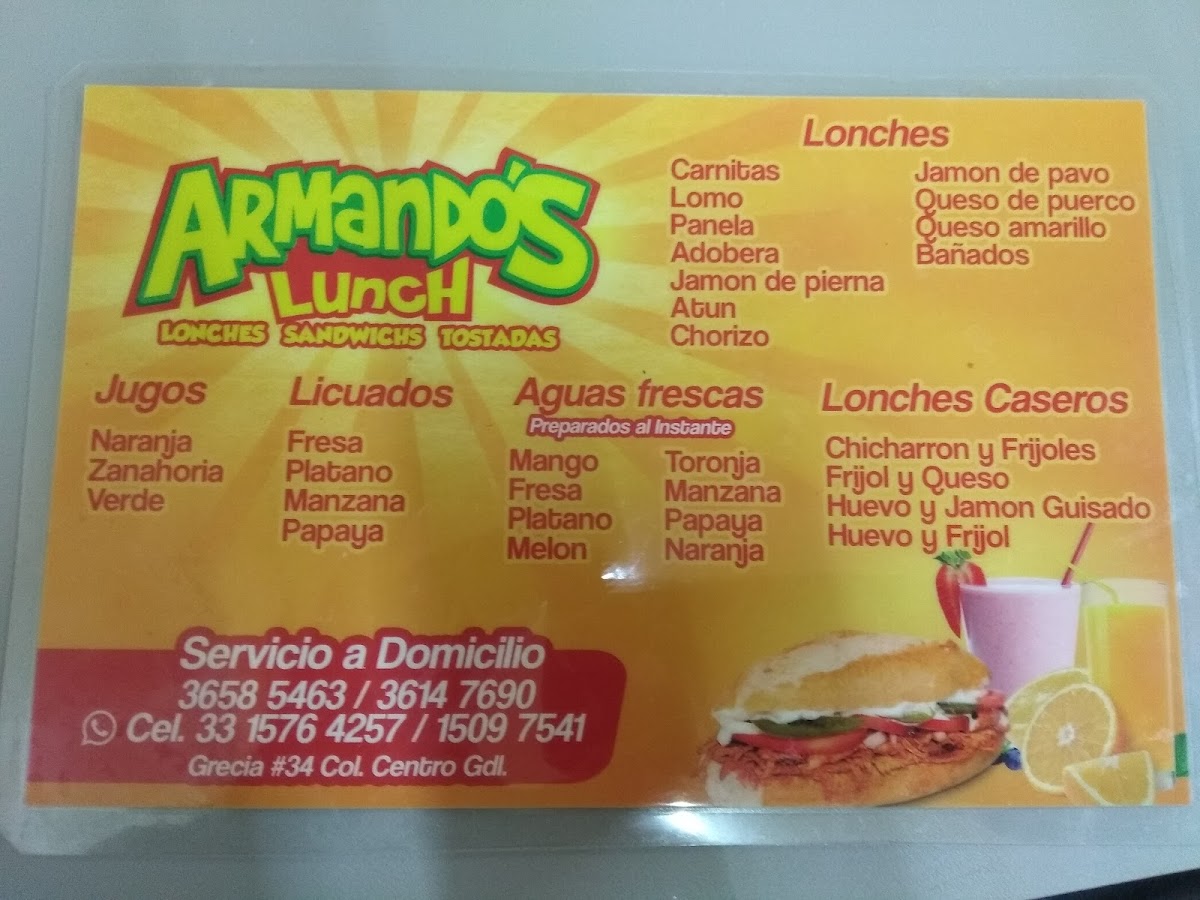 ARMANDO'S
LUNCH
LONCHES SANDWICHS TOSTADAS
Lonches
Carnitas
Lomo
Panela
Adobera
Jamon de pierna
Atun
Chorizo
Jamon de pavo
Queso de puerco
Queso amarillo
Bañados
Jugos
Naranja
Zanahoria
Verde
Licuados
Fresa
Platano
Manzana
Papaya
Aguas frescas
Preparados al Instante
Mango
Fresa
Platano
Melon
Toronja
Manzana
Papaya
Naranja
Lonches Caseros
Chicharron y Frijoles
Frijol y Queso
Huevo y Jamon Guisado
Huevo y Frijol
Servicio a Domicilio
3658 5463 / 3614 7690
Cel. 33 1576 4257 / 1509 7541
Grecia #34 Col. Centro Gdl.